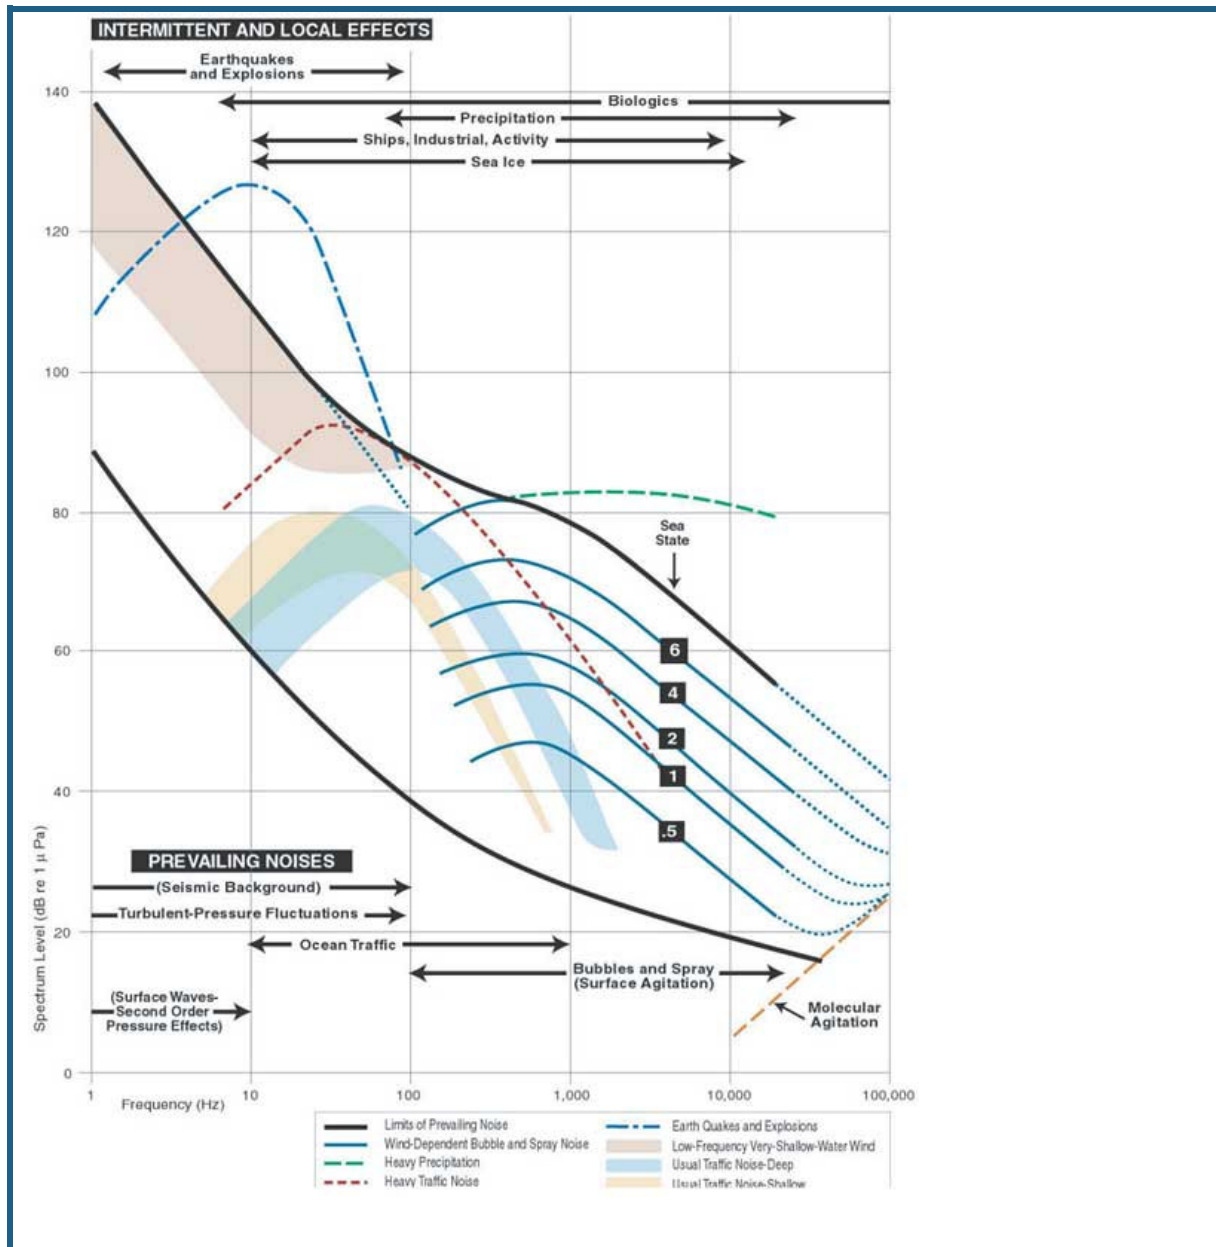 INTERMITTENT AND LOCAL EFFECTS
Earthquakes
and Explosions
140
Biologics
Precipitation
Ships, Industrial, Activity
Sea Ice
120
100
80
Sea
State
60
6
4
2
1
.5
40
PREVAILING NOISES
(Seismic Background)
Turbulent-Pressure Fluctuations
20
Ocean Traffic
Bubbles and Spray
(Surface Agitation)
(Surface Waves-
Second Order
Pressure Effects)
Molecular
Agitation
0
Spectrum Level (dB re 1 µ Pa)
1
10
100
1,000
10,000
100,000
Frequency (Hz)
Limits of Prevailing Noise
Wind-Dependent Bubble and Spray Noise
Heavy Precipitation
Heavy Traffic Noise
Earth Quakes and Explosions
Low-Frequency Very-Shallow-Water Wind
Usual Traffic Noise-Deep
Usual Traffic Noise-Shallow